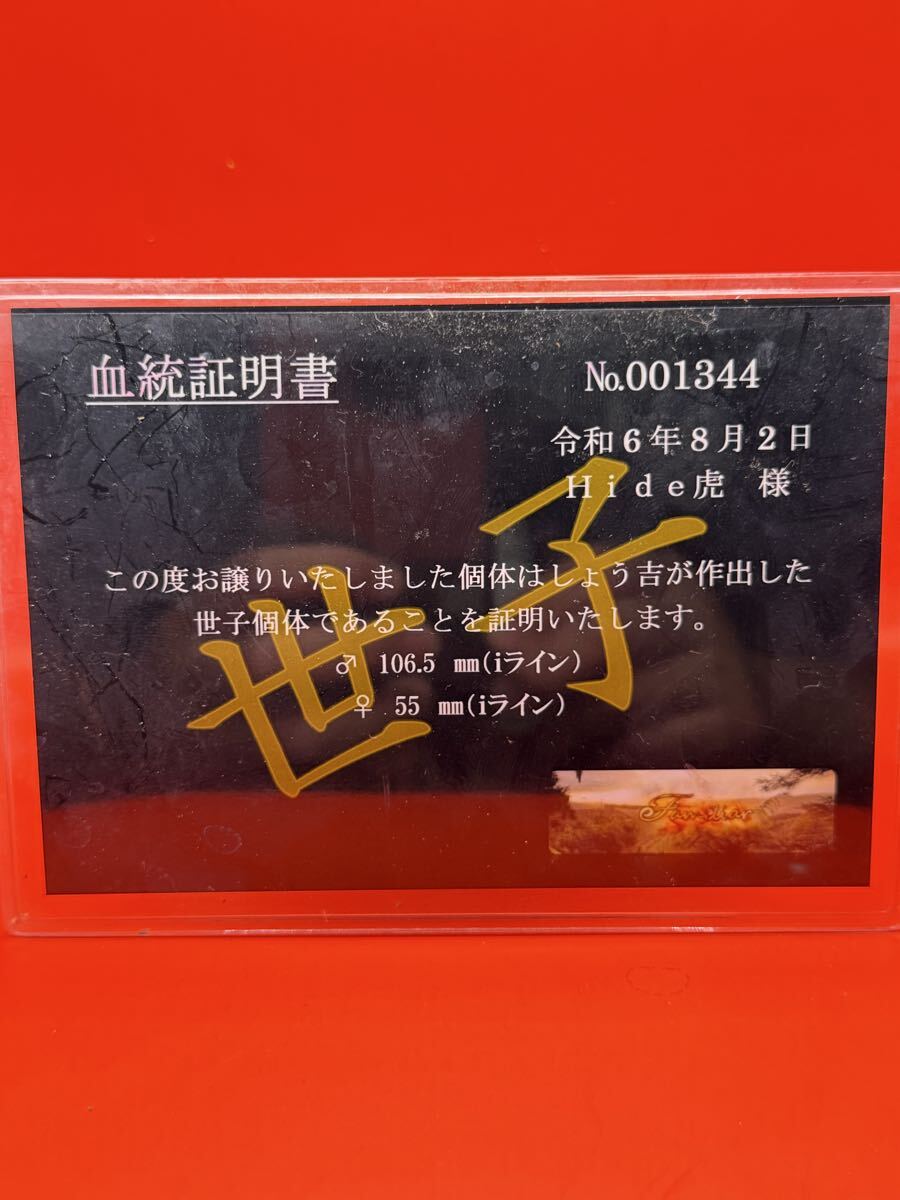 血統証明書
№001344
令和6年8月2日
Hide虎 様
この度お譲りいたしました個体はしょう吉が作出した
世子個体であることを証明いたします。
♂ 106.5 mm(iライン)
♀ 55 mm(iライン)
世子
Familiar